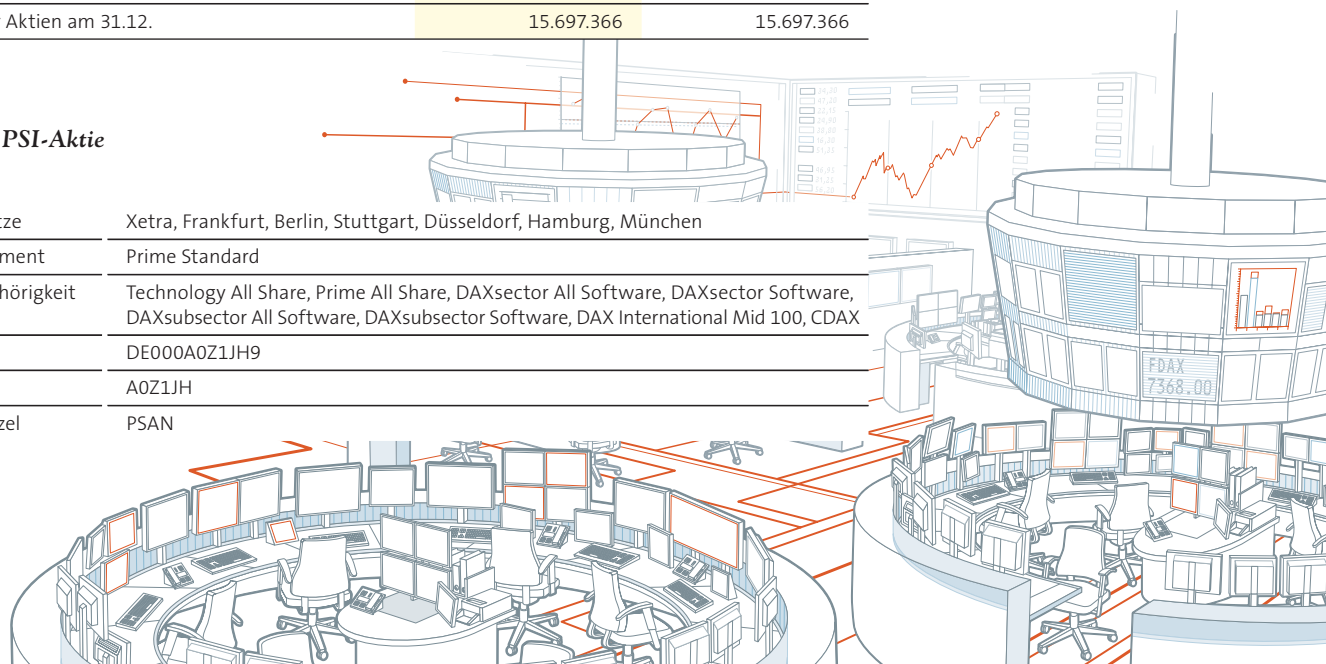 Aktien am 31.12. 15.697.366 15.697.366
PSI-Aktie
tze Xetra, Frankfurt, Berlin, Stuttgart, Düsseldorf, Hamburg, München
ment Prime Standard
hörigkeit Technology All Share, Prime All Share, DAXsector All Software, DAXsector Software,
DAXsubsector All Software, DAXsubsector Software, DAX International Mid 100, CDAX
DE000A0Z1JH9
A0Z1JH
zel PSAN
FDAX
7368.00